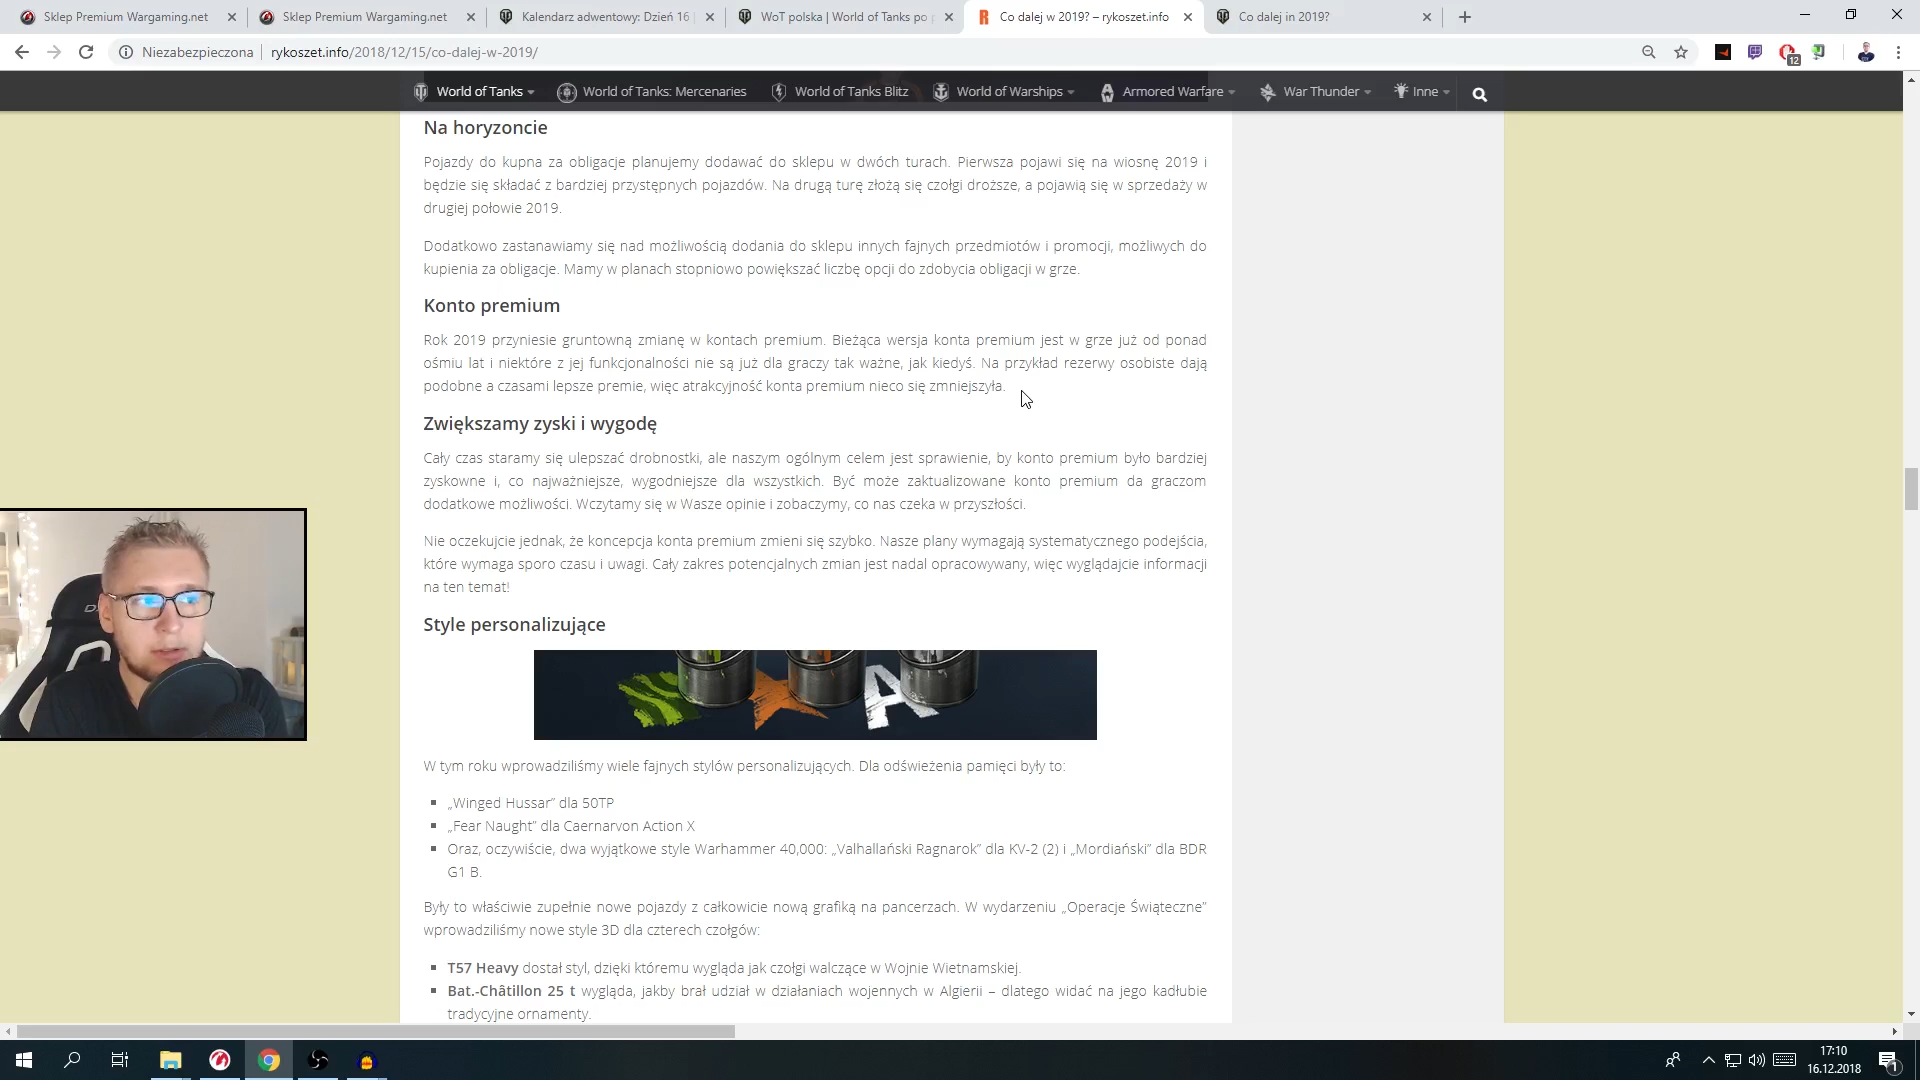 Sklep Premium Wargaming.net
Sklep Premium Wargaming.net
Kalendarz adwentowy: Dzień 16
WoT polska | World of Tanks po
Co dalej w 2019? – rykoszet.info
Co dalej in 2019?
Niezabezpieczona
rykoszet.info/2018/12/15/co-dalej-w-2019/
12
World of Tanks
World of Tanks: Mercenaries
World of Tanks Blitz
World of Warships
Armored Warfare
War Thunder
Inne
Na horyzoncie
Pojazdy do kupna za obligacje planujemy dodawać do sklepu w dwóch turach. Pierwsza pojawi się na wiosnę 2019 i
będzie się składać z bardziej przystępnych pojazdów. Na drugą turę złożą się czołgi droższe, a pojawią się w sprzedaży w
drugiej połowie 2019.
Dodatkowo zastanawiamy się nad możliwością dodania do sklepu innych fajnych przedmiotów i promocji, możliwych do
kupienia za obligacje. Mamy w planach stopniowo powiększać liczbę opcji do zdobycia obligacji w grze.
Konto premium
Rok 2019 przyniesie gruntowną zmianę w kontach premium. Bieżąca wersja konta premium jest w grze już od ponad
ośmiu lat i niektóre z jej funkcjonalności nie są już dla graczy tak ważne, jak kiedyś. Na przykład rezerwy osobiste dają
podobne a czasami lepsze premie, więc atrakcyjność konta premium nieco się zmniejszyła.
Zwiększamy zyski i wygodę
Cały czas staramy się ulepszać drobnostki, ale naszym ogólnym celem jest sprawienie, by konto premium było bardziej
zyskowne i, co najważniejsze, wygodniejsze dla wszystkich. Być może zaktualizowane konto premium da graczom
dodatkowe możliwości. Wczytamy się w Wasze opinie i zobaczymy, co nas czeka w przyszłości.
Nie oczekujcie jednak, że koncepcja konta premium zmieni się szybko. Nasze plany wymagają systematycznego podejścia,
które wymaga sporo czasu i uwagi. Cały zakres potencjalnych zmian jest nadal opracowywany, więc wyglądajcie informacji
na ten temat!
Style personalizujące
A
W tym roku wprowadziliśmy wiele fajnych stylów personalizujących. Dla odświeżenia pamięci były to:
„Winged Hussar” dla 50TP
„Fear Naught” dla Caernarvon Action X
Oraz, oczywiście, dwa wyjątkowe style Warhammer 40,000: „Valhallański Ragnarok” dla KV-2 (2) i „Mordiański” dla BDR
G1 B.
Były to właściwie zupełnie nowe pojazdy z całkowicie nową grafiką na pancerzach. W wydarzeniu „Operacje Świąteczne”
wprowadziliśmy nowe style 3D dla czterech czołgów:
T57 Heavy dostał styl, dzięki któremu wygląda jak czołgi walczące w Wojnie Wietnamskiej.
Bat.-Châtillon 25 t wygląda, jakby brał udział w działaniach wojennych w Algierii – dlatego widać na jego kadłubie
tradycyjne ornamenty.
17:10
16.12.2018
1